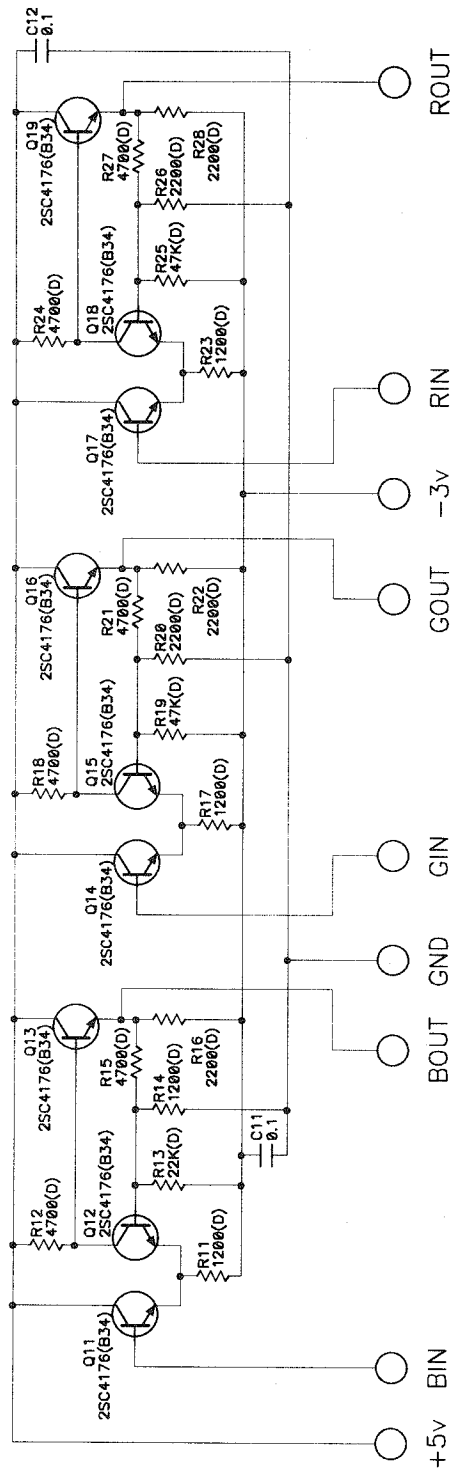 C12
0.1
Q19
2SC4176(B34)
R24
4700(D)
Q18
2SC4176(B34)
Q17
2SC4176(B34)
R27
4700(D)
R28
2200(D)
R26
2200(D)
R25
47K(D)
R23
1200(D)
Q16
2SC4176(B34)
R18
4700(D)
Q15
2SC4176(B34)
Q14
2SC4176(B34)
R21
4700(D)
R22
2200(D)
R20
2200(D)
R19
47K(D)
R17
1200(D)
Q13
2SC4176(B34)
R12
4700(D)
Q12
2SC4176(B34)
Q11
2SC4176(B34)
R15
4700(D)
R16
2200(D)
R14
1200(D)
R13
22K(D)
R11
1200(D)
C11
0.1
ROUT
RIN
-3v
GOUT
GIN
GND
BOUT
BIN
+5v